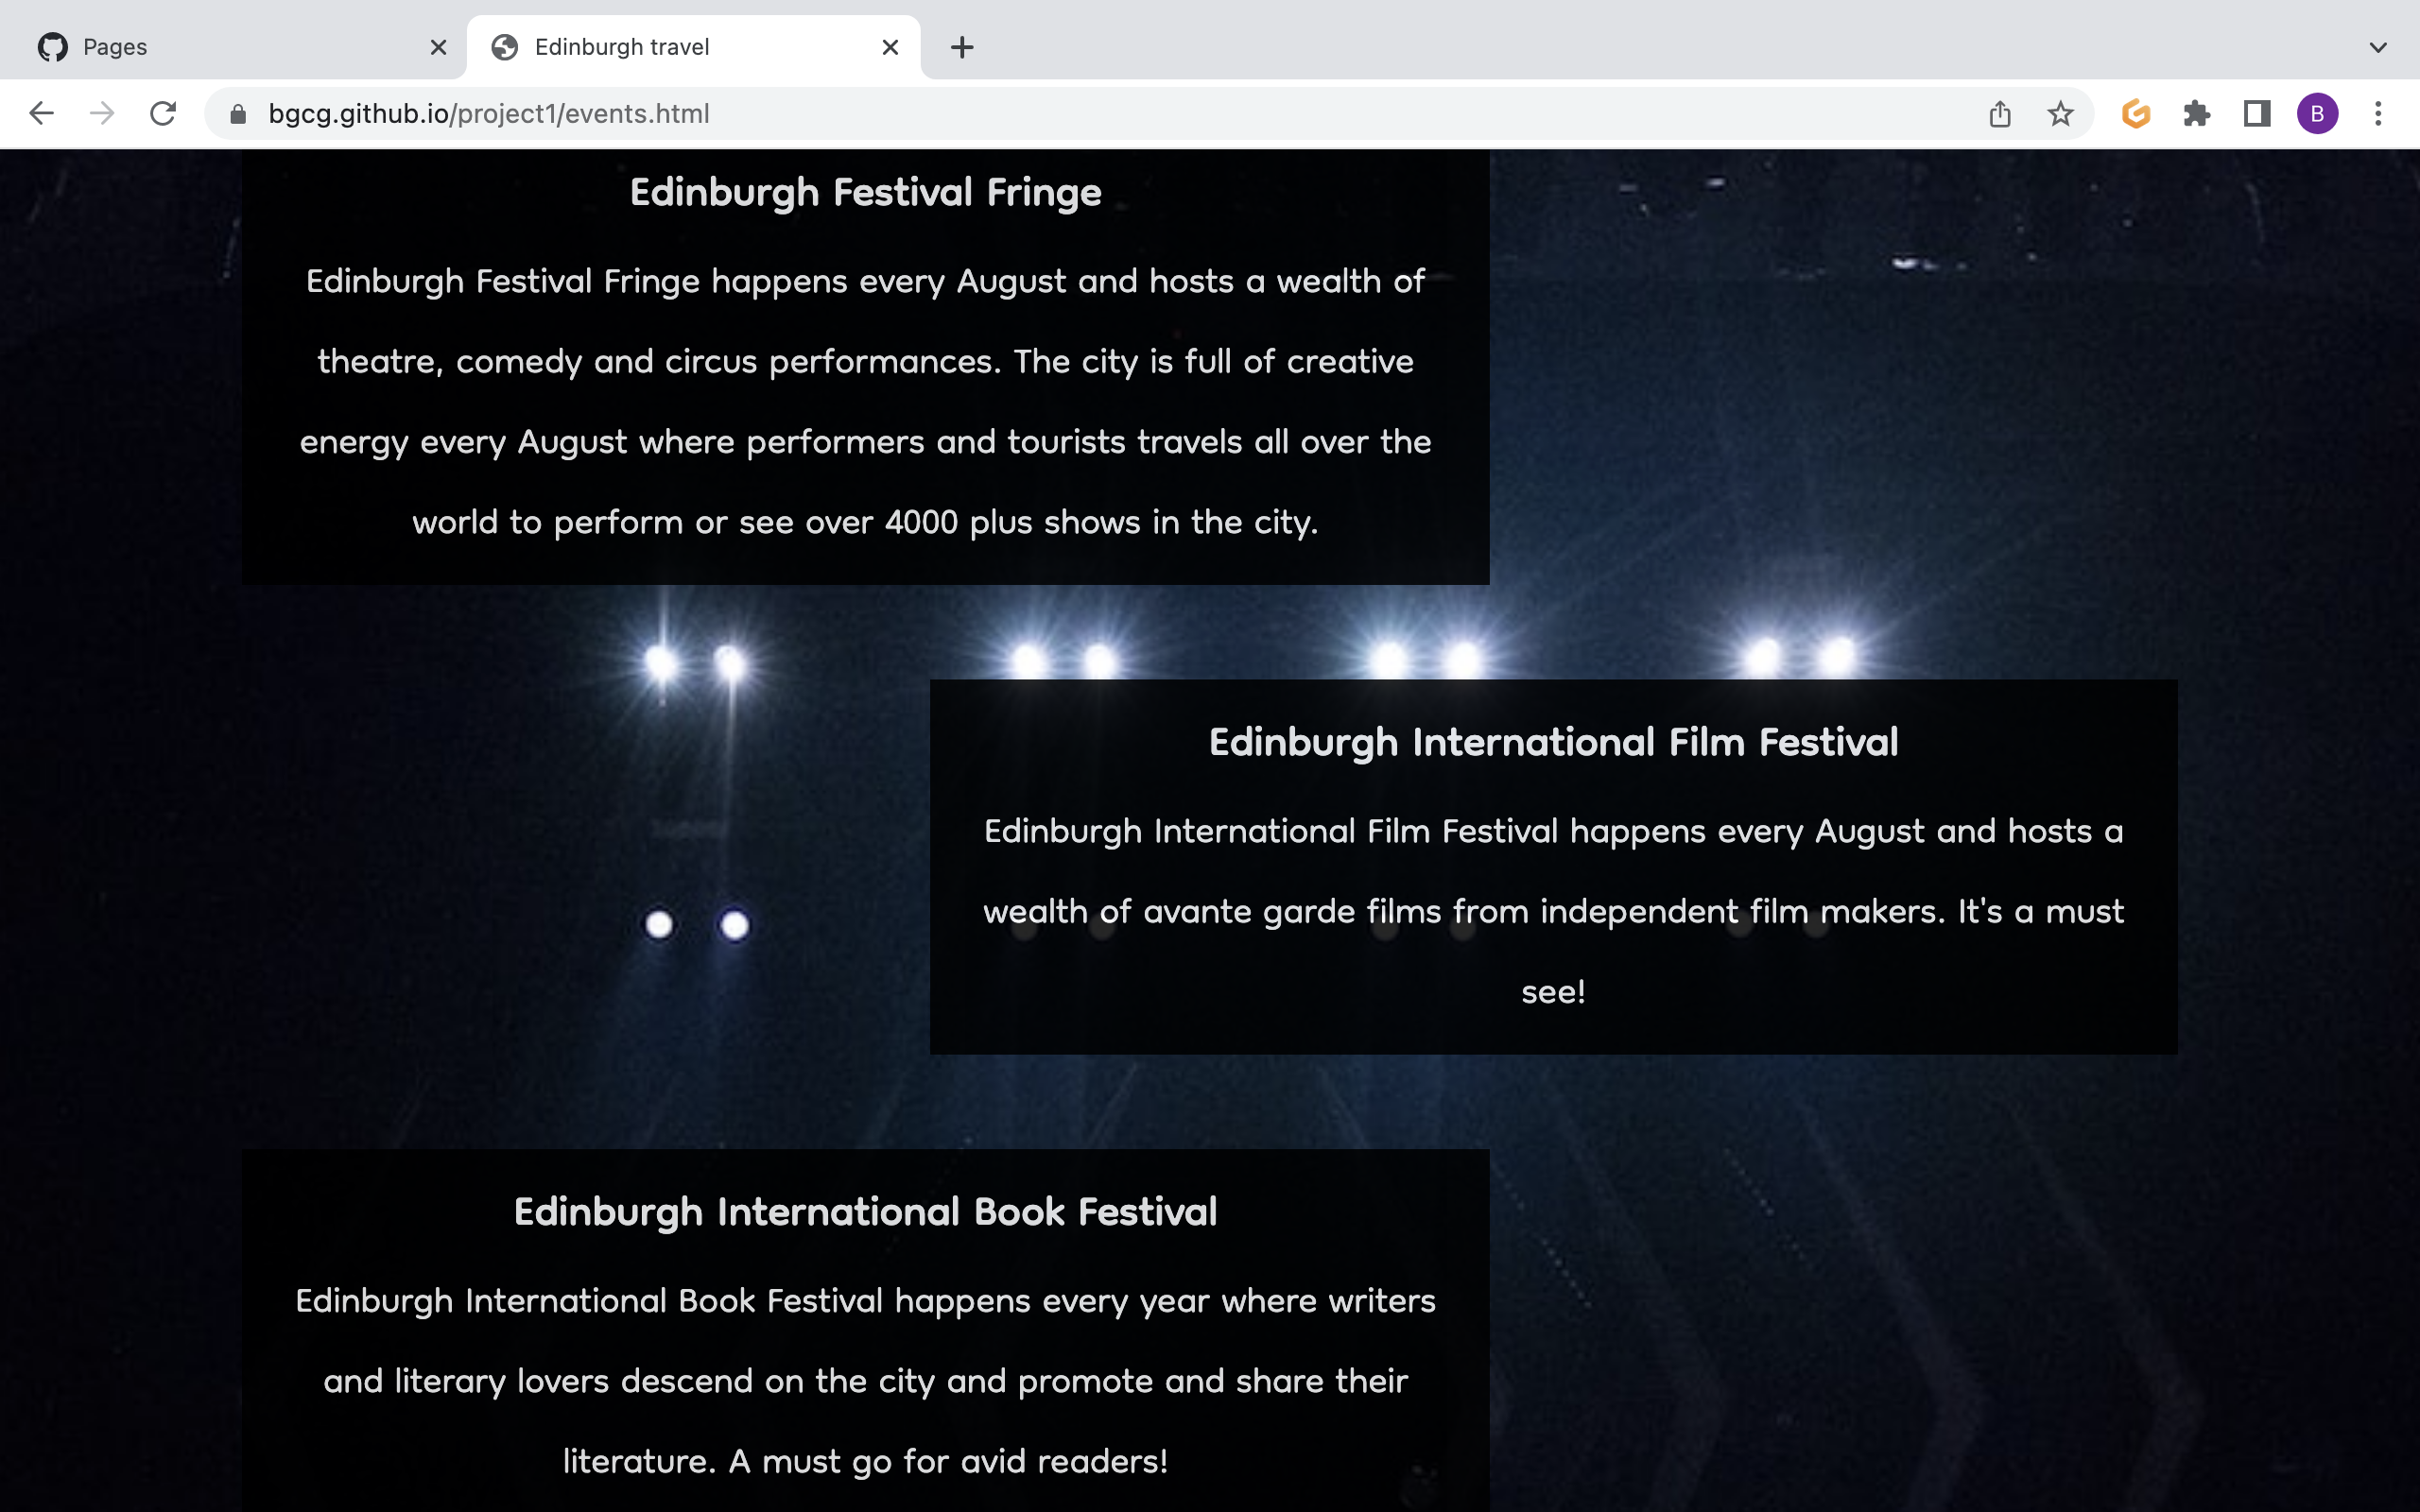 Pages
Edinburgh travel
bgcg.github.io/project1/events.html
B
Edinburgh Festival Fringe
Edinburgh Festival Fringe happens every August and hosts a wealth of
theatre, comedy and circus performances. The city is full of creative
energy every August where performers and tourists travels all over the
world to perform or see over 4000 plus shows in the city.
Edinburgh International Film Festival
Edinburgh International Film Festival happens every August and hosts a
wealth of avante garde films from independent film makers. It's a must
see!
Edinburgh International Book Festival
Edinburgh International Book Festival happens every year where writers
and literary lovers descend on the city and promote and share their
literature. A must go for avid readers!